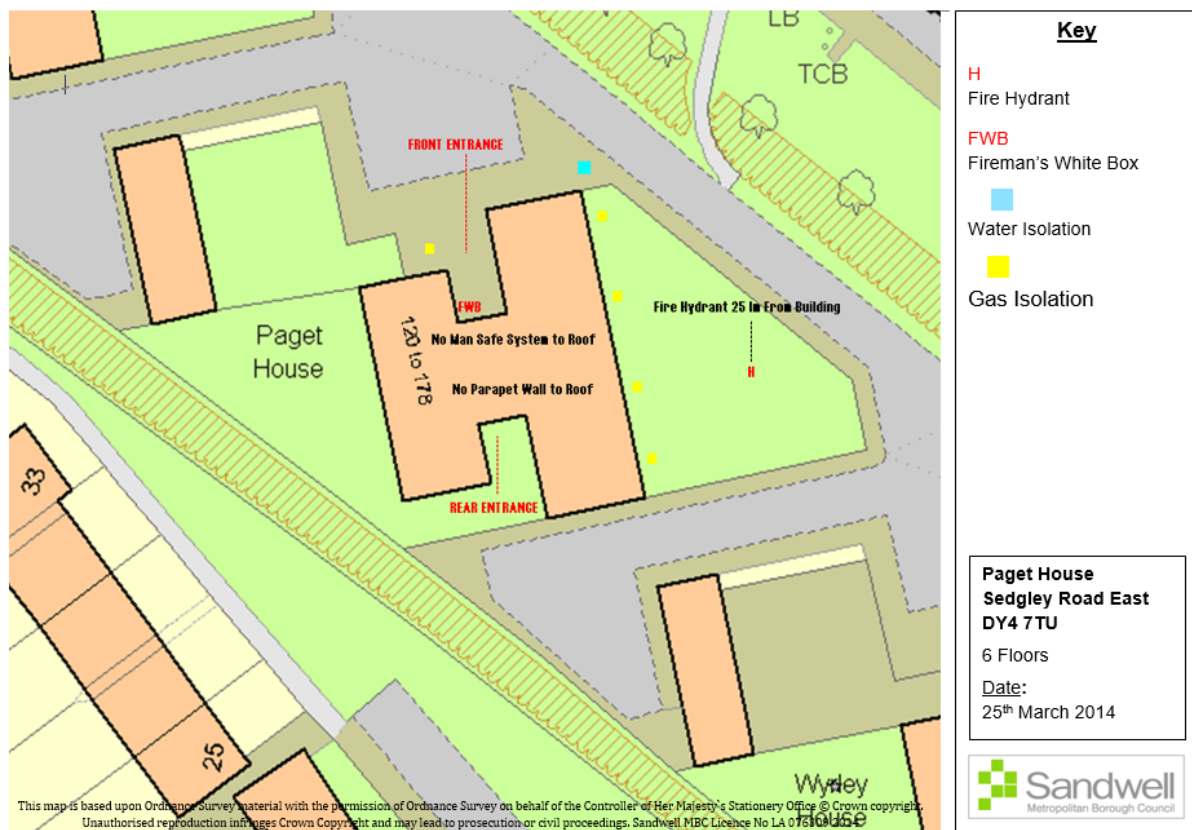 LB
TCB
FRONT ENTRANCE
FWB
Fire Hydrant 25 m From Building
No Man Safe System to Roof
Paget
House
120 to 178
No Parapet Wall to Roof
H
REAR ENTRANCE
33
25
Wyrley
House
This map is based upon Ordnance Survey material with the permission of Ordnance Survey on behalf of the Controller of Her Majesty's Stationery Office © Crown copyright.
Unauthorised reproduction infringes Crown Copyright and may lead to prosecution or civil proceedings. Sandwell MBC Licence No LA 076309 2014
Key
H
Fire Hydrant
FWB
Fireman's White Box
Water Isolation
Gas Isolation
Paget House
Sedgley Road East
DY4 7TU
6 Floors
Date:
25th March 2014
Sandwell
Metropolitan Borough Council